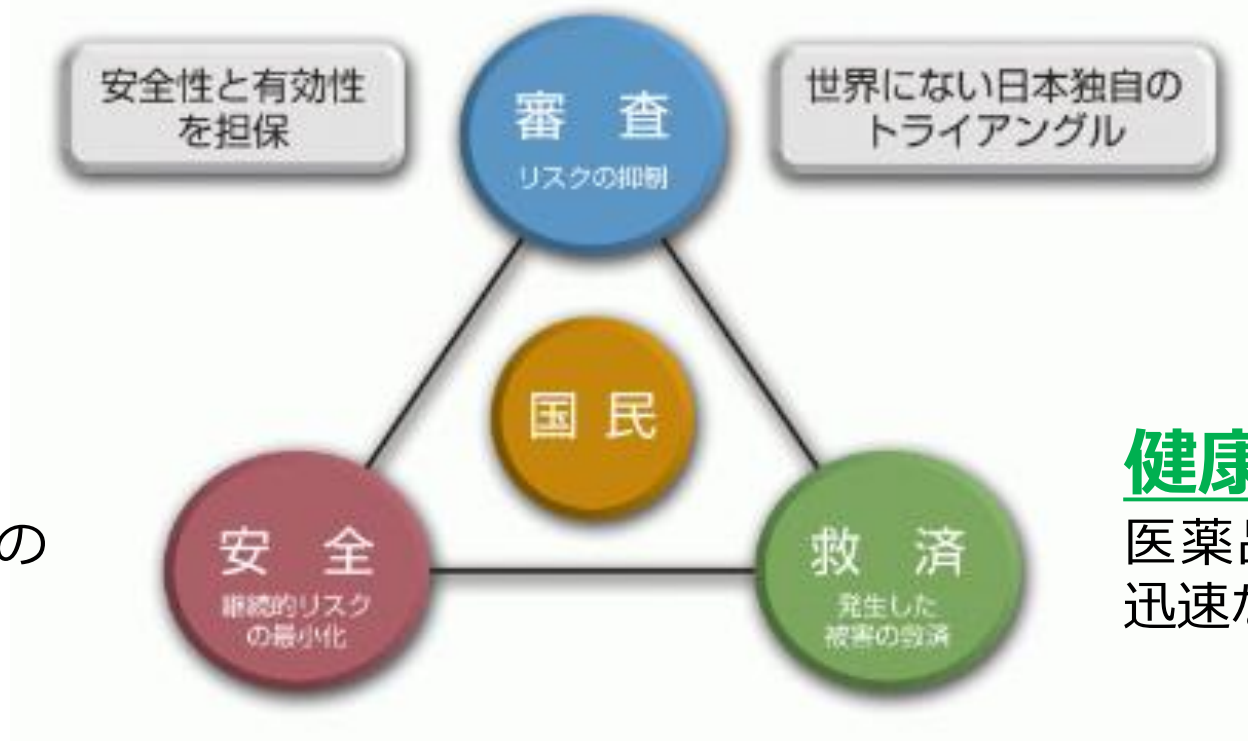 安全性と有効性
を担保
審 査
リスクの抑制
世界にない日本独自の
トライアングル
国 民
安 全
継続的リスク
の最小化
の
救 済
発生した
被害の救済
健康
医薬品
迅速な